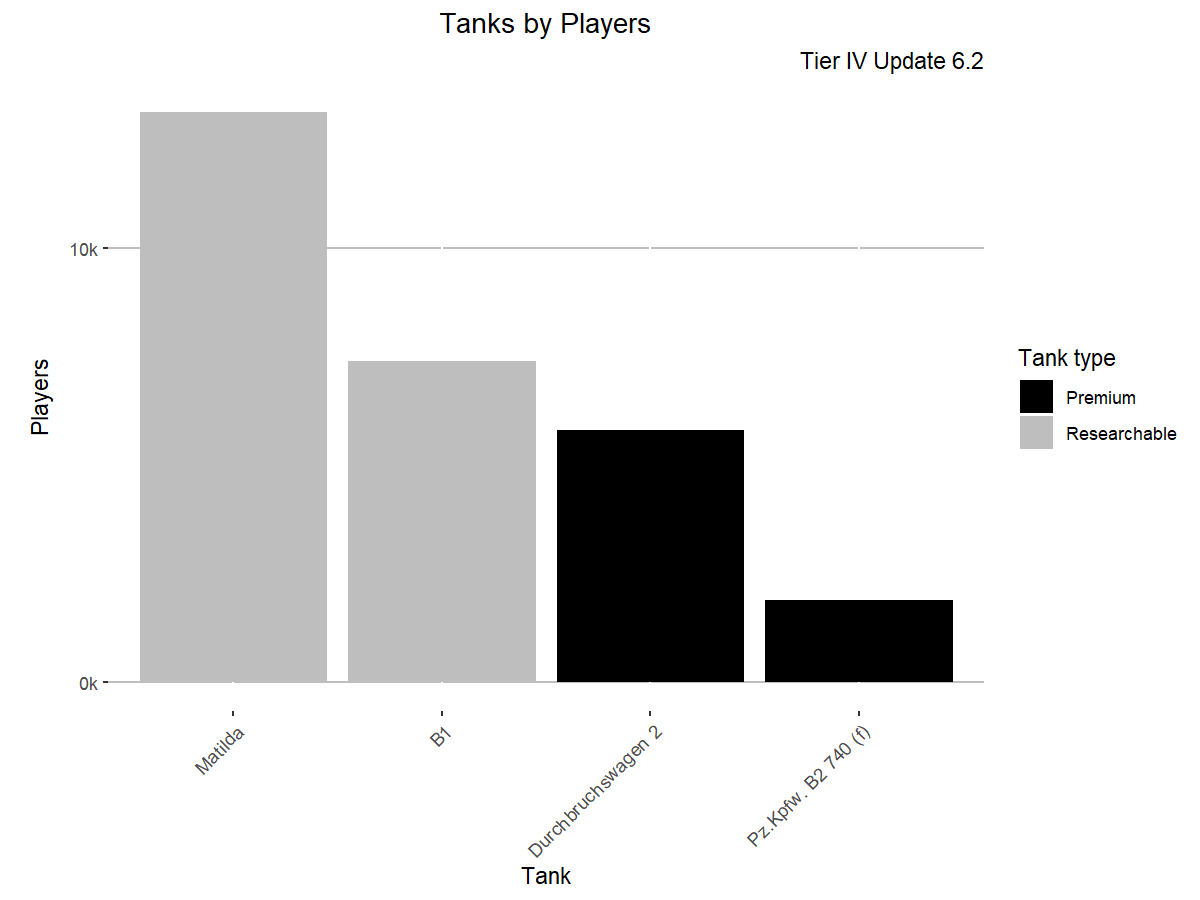 Tanks by Players
Tier IV Update 6.2
10k
0k
Players
Matilda
B1
Durchbruchswagen 2
Pz.Kpfw. B2 740 (f)
Tank
Tank type
Premium
Researchable